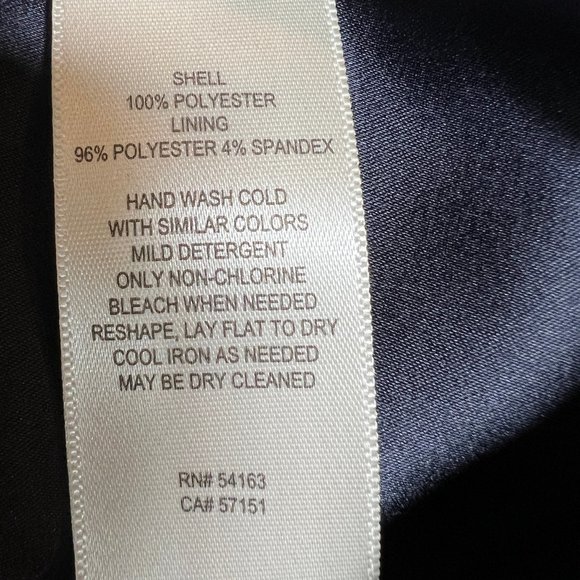 SHELL
100% POLYESTER
LINING
96% POLYESTER 4% SPANDEX
HAND WASH COLD
WITH SIMILAR COLORS
MILD DETERGENT
ONLY NON-CHLORINE
BLEACH WHEN NEEDED
RESHAPE, LAY FLAT TO DRY
COOL IRON AS NEEDED
MAY BE DRY CLEANED
RN# 54163
CA# 57151